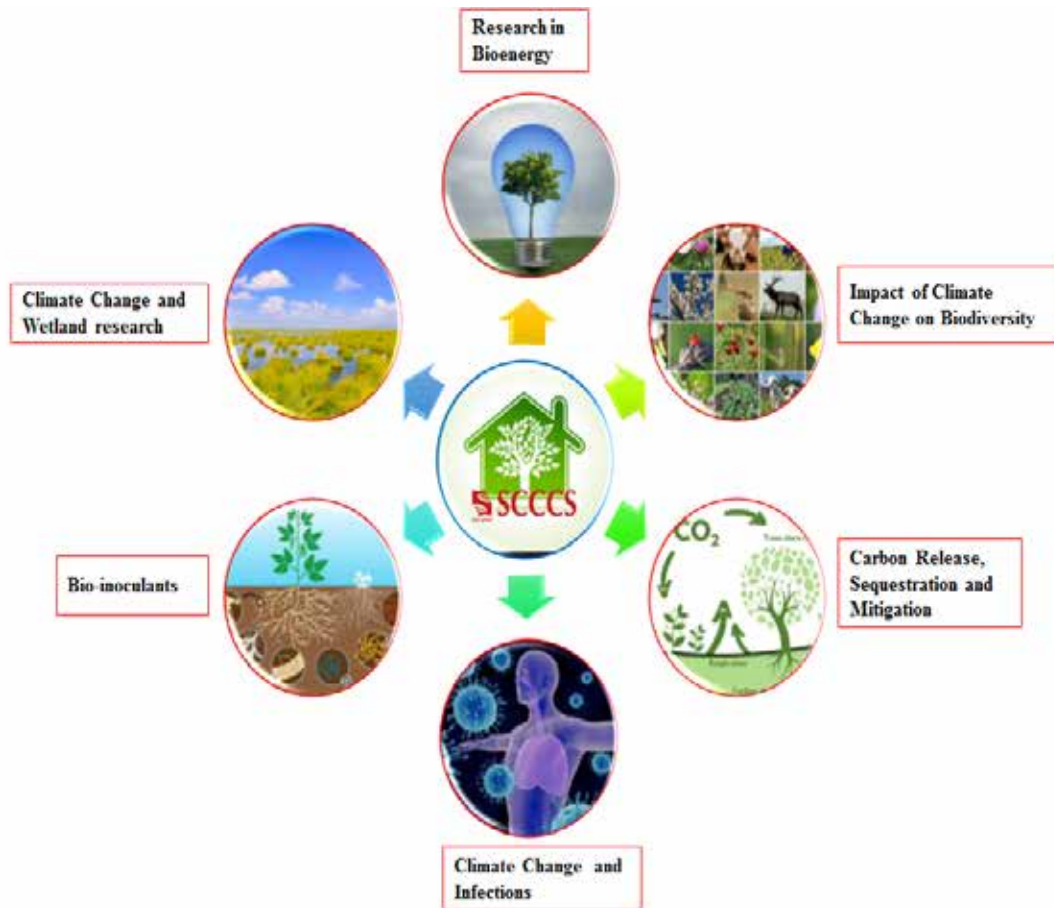 Research in
Bioenergy
Climate Change and
Wetland research
Impact of Climate
Change on Biodiversity
SCCCS
Bio-inoculants
CO2
Carbon Release,
Sequestration and
Mitigation
Respiration
Climate Change and
Infections